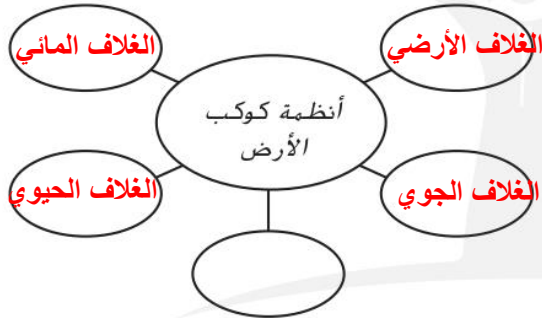 الغلاف الأرضي
الغلاف المائي
أنظمة كوكب
الأرض
الغلاف الجوي
الغلاف الحيوي